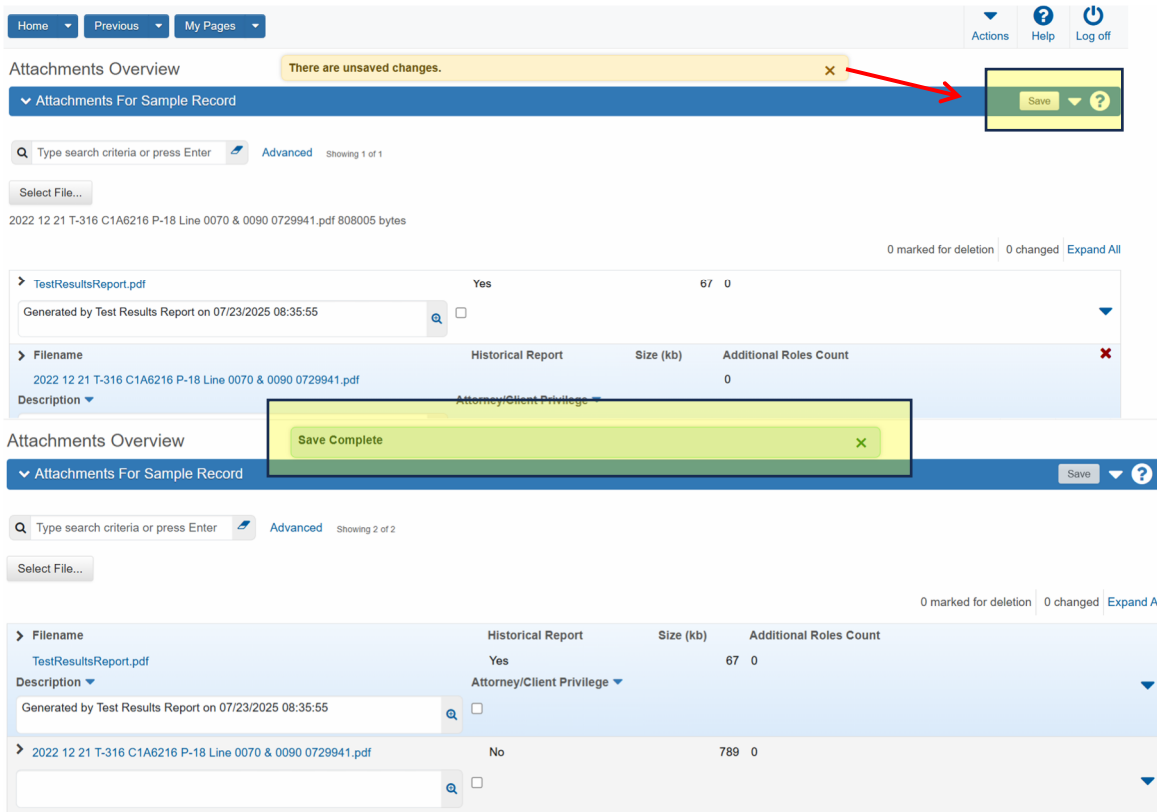 Home Previous My Pages Actions Help Log off
Attachments Overview There are unsaved changes.
Attachments For Sample Record Save
Type search criteria or press Enter Advanced Showing 1 of 1
Select File...
2022 12 21 T-316 C1A6216 P-18 Line 0070 & 0090 0729941.pdf 808005 bytes
0 marked for deletion 0 changed Expand All
TestResultsReport.pdf Yes 67 0
Generated by Test Results Report on 07/23/2025 08:35:55
Filename Historical Report Size (kb) Additional Roles Count
2022 12 21 T-316 C1A6216 P-18 Line 0070 & 0090 0729941.pdf 0
Description Attorney/Client Privilege
Attachments Overview Save Complete
Attachments For Sample Record Save
Type search criteria or press Enter Advanced Showing 2 of 2
Select File...
0 marked for deletion 0 changed Expand A
Filename Historical Report Size (kb) Additional Roles Count
TestResultsReport.pdf Yes 67 0
Description Attorney/Client Privilege
Generated by Test Results Report on 07/23/2025 08:35:55
2022 12 21 T-316 C1A6216 P-18 Line 0070 & 0090 0729941.pdf No 789 0